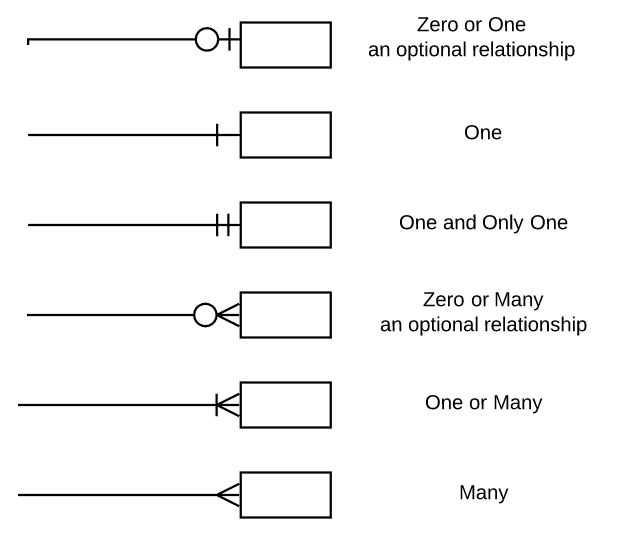 Zero or One
an optional relationship
One
One and Only One
Zero or Many
an optional relationship
One or Many
Many